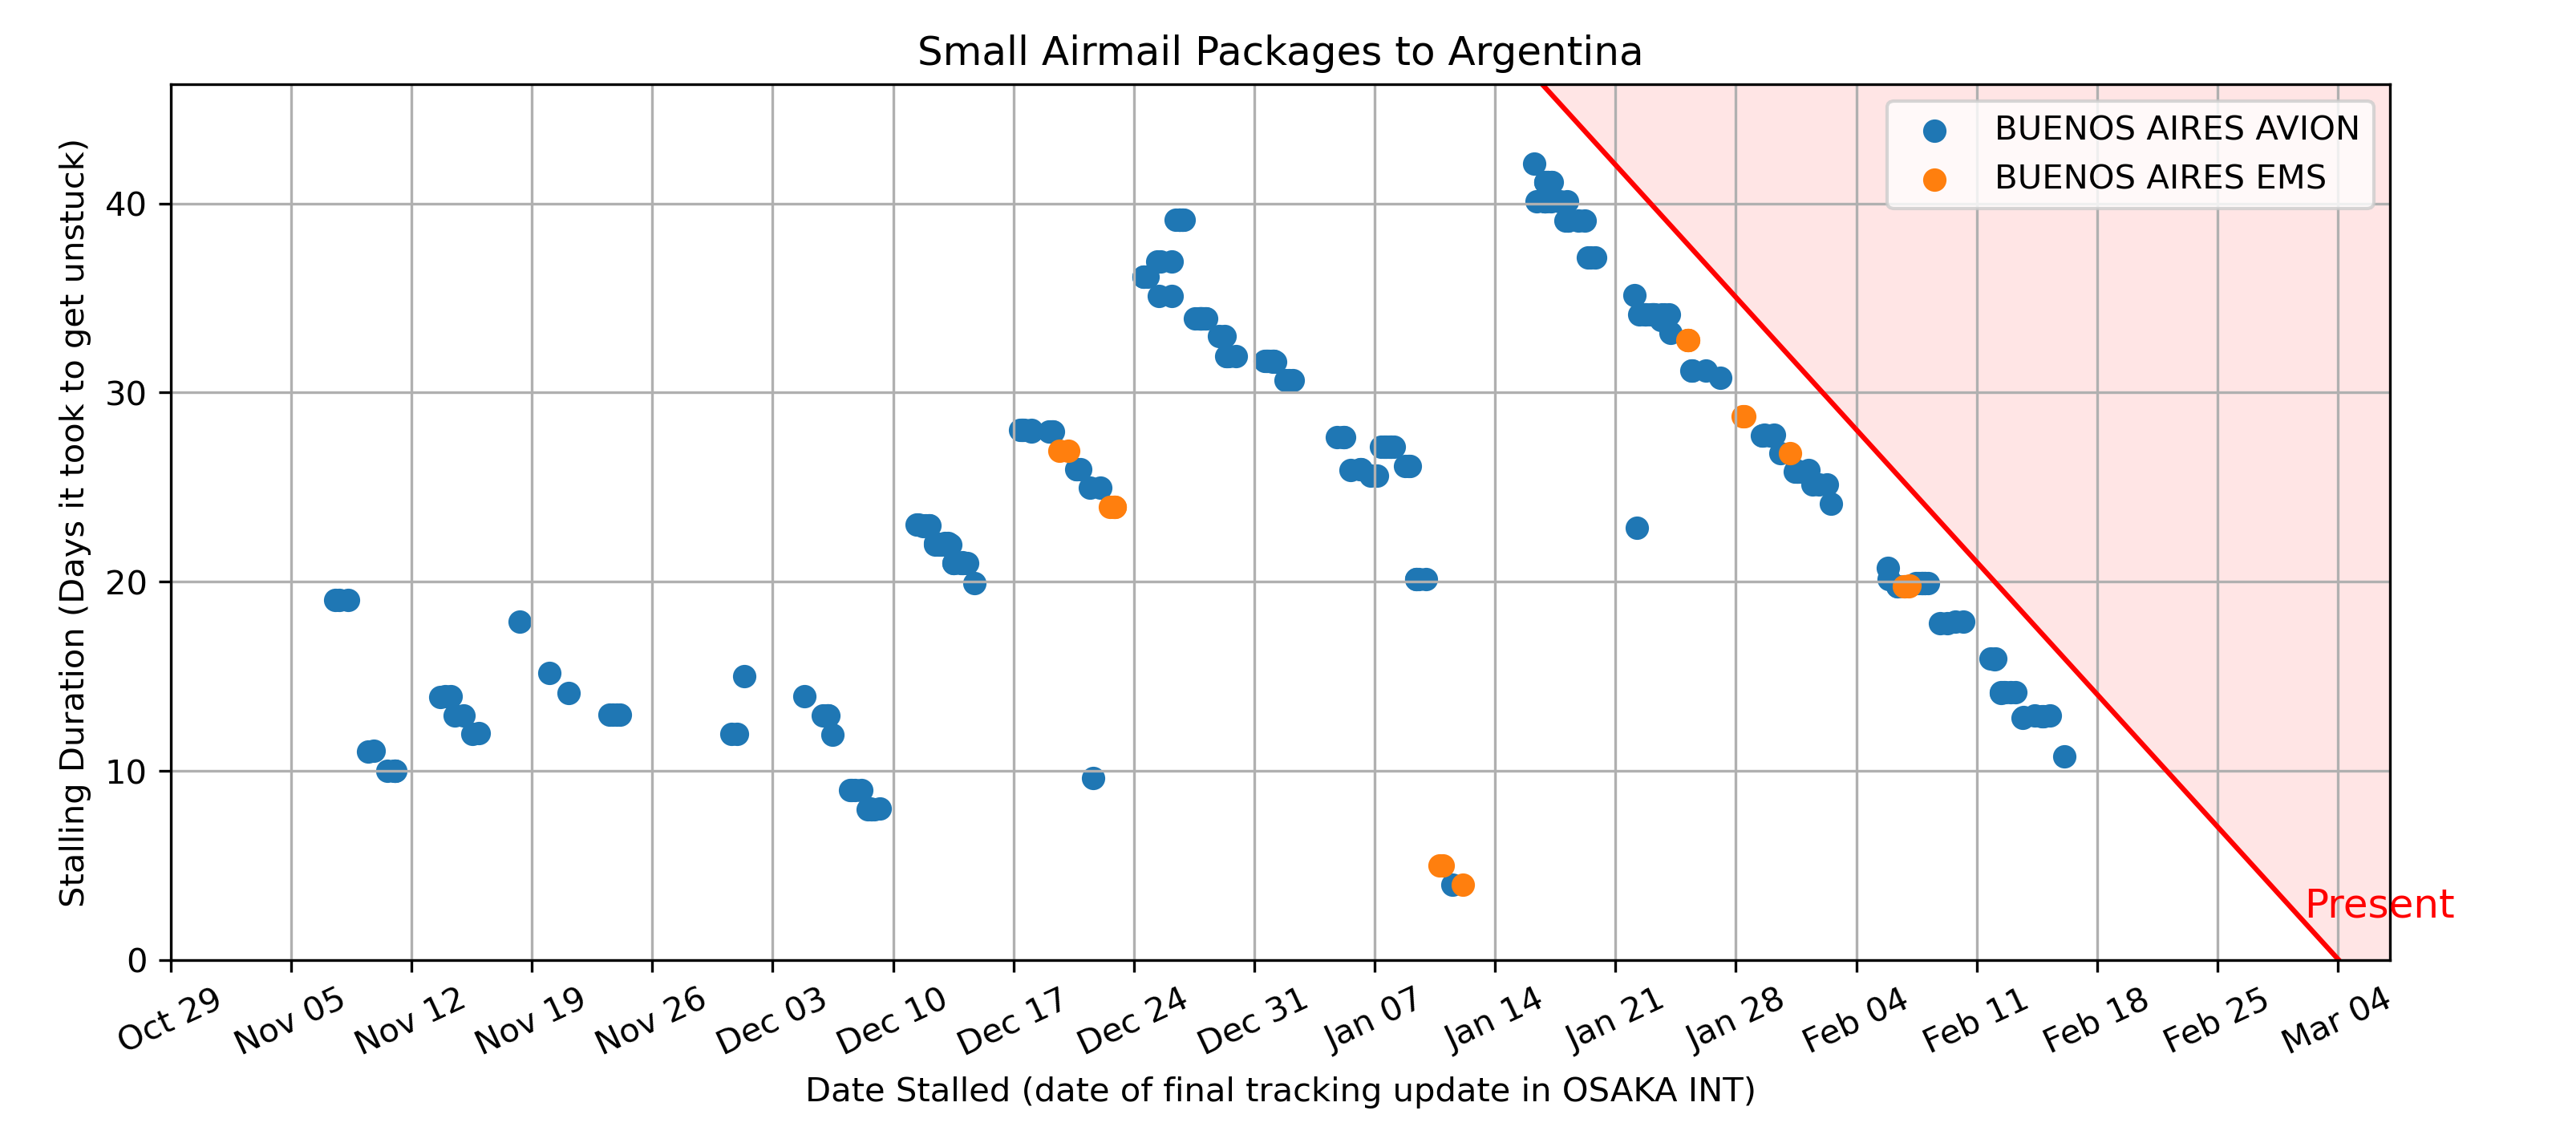 Small Airmail Packages to Argentina
BUENOS AIRES AVION
BUENOS AIRES EMS
Stalling Duration (Days it took to get unstuck)
40
30
20
10
0
Present
Oct 29 Nov 05 Nov 12 Nov 19 Nov 26 Dec 03 Dec 10 Dec 17 Dec 24 Dec 31 Jan 07 Jan 14 Jan 21 Jan 28 Feb 04 Feb 11 Feb 18 Feb 25 Mar 04
Date Stalled (date of final tracking update in OSAKA INT)